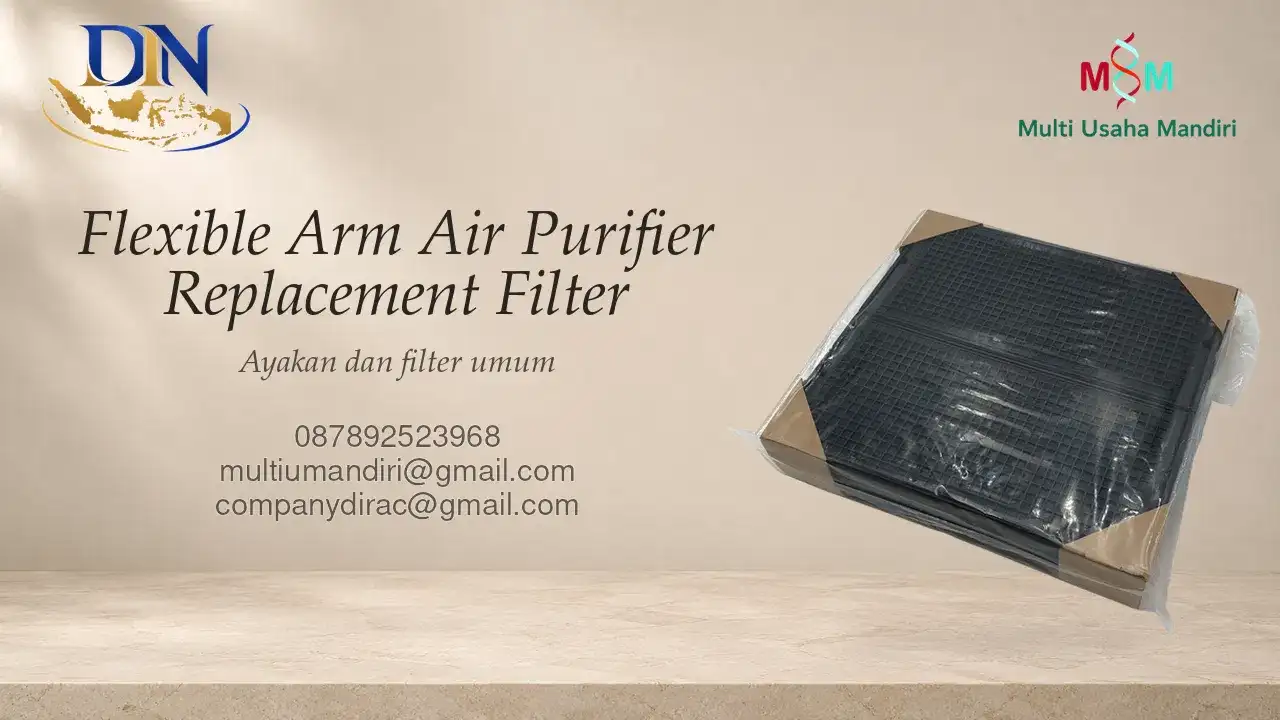 DIN
MSM
Multi Usaha Mandiri
Flexible Arm Air Purifier
Replacement Filter
Ayakan dan filter umum
087892523968
multiumandiri@gmail.com
companydirac@gmail.com